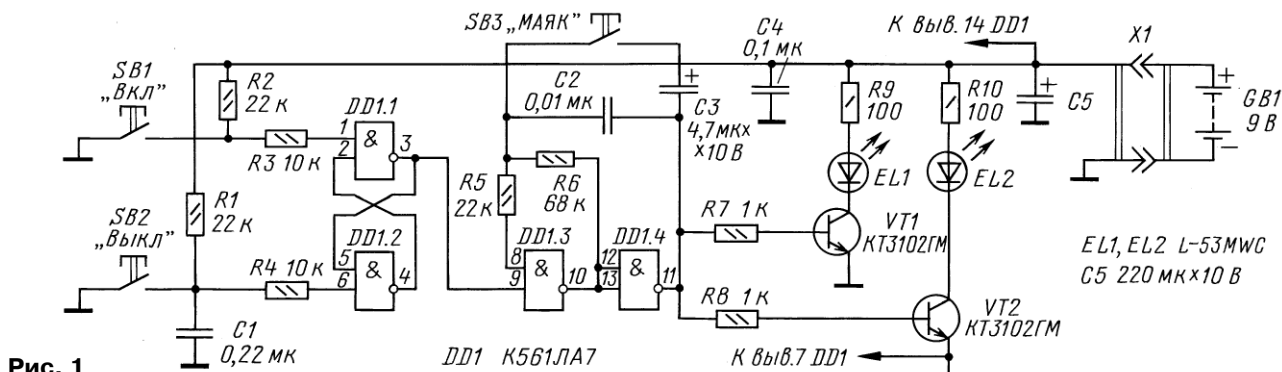 SB1
„Вкл"
R2
22 к
R3 10 к
DD1.1
&
1
2
3
R1
22 к
SB2
„Выкл"
R4 10 к
DD1.2
&
5
6
4
C1
0,22 мк
SB3 „МАЯК"
C2
0,01 мк
C3
4,7 мк×
×10 В
R5
22 к
R6
68 к
DD1.3
&
8
9
10
DD1.4
&
12
13
11
C4
0,1 мк
R7 1 к
R8 1 к
R9
100
EL1
VT1
КТ3102ГМ
R10
100
EL2
VT2
КТ3102ГМ
К выв. 14 DD1
+
C5
X1
+
GB1
9 В
−
EL1, EL2 L-53MWC
C5 220 мк×10 В
DD1 К561ЛА7
К выв. 7 DD1
Рис. 1